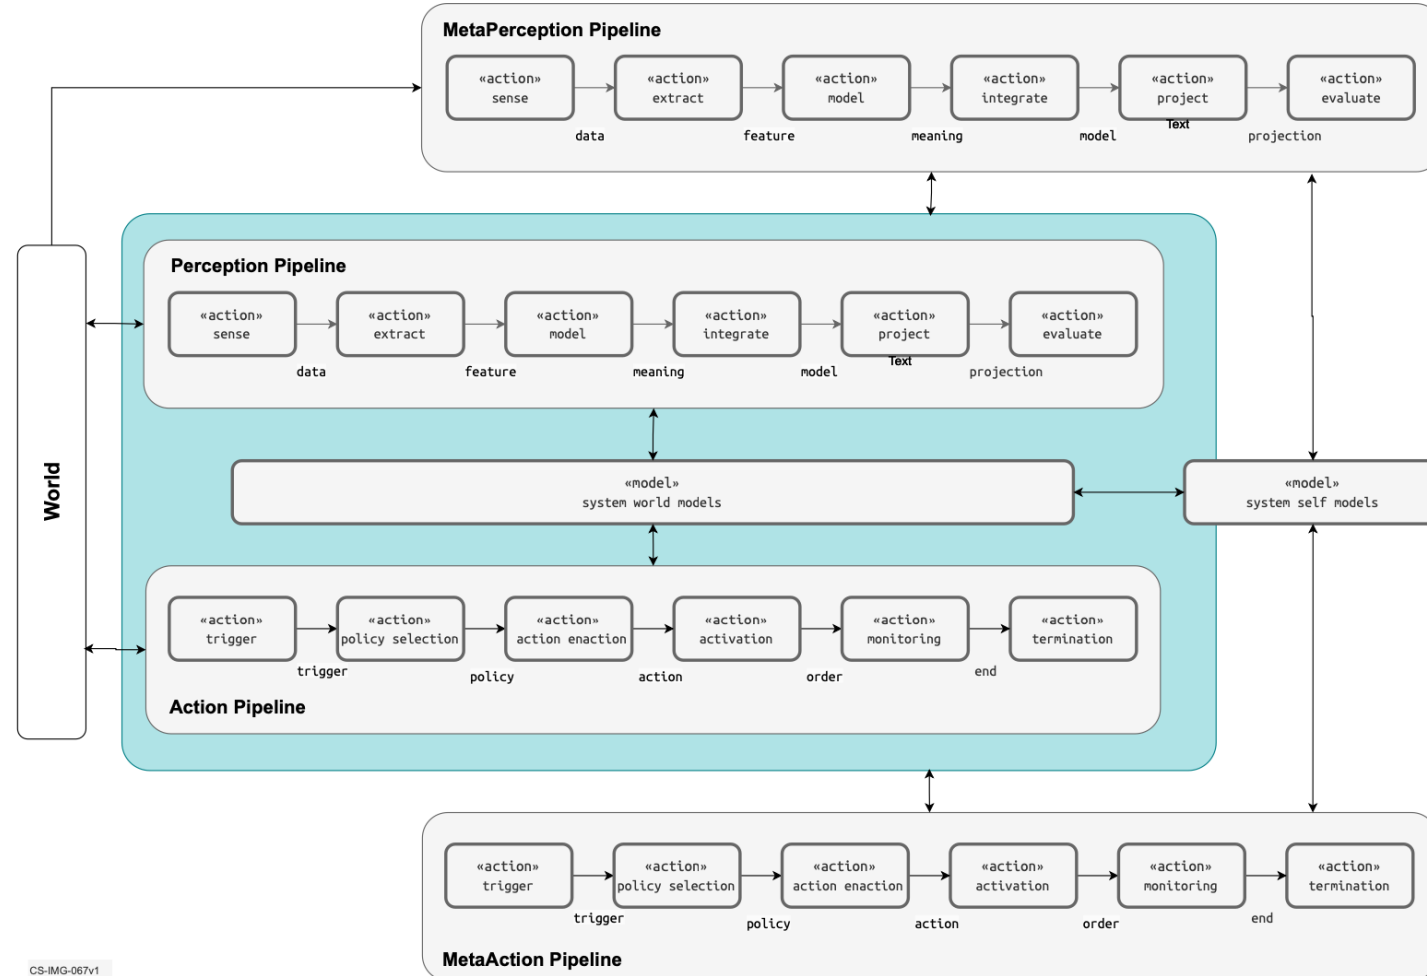 MetaPerception Pipeline
«action» «action» «action» «action» «action» «action»
sense extract model integrate project evaluate
Text
data feature meaning model projection
Perception Pipeline
«action» «action» «action» «action» «action» «action»
sense extract model integrate project evaluate
Text
data feature meaning model projection
World
«model»
system world models
«model»
system self models
«action» «action» «action» «action» «action» «action»
trigger policy selection action enaction activation monitoring termination
trigger policy action order end
Action Pipeline
«action» «action» «action» «action» «action» «action»
trigger policy selection action enaction activation monitoring termination
trigger policy action order end
MetaAction Pipeline
CS-IMG-067v1